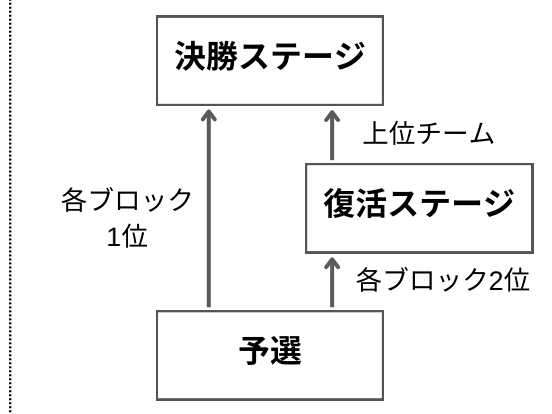 決勝ステージ
上位チーム
各ブロック
1位
復活ステージ
各ブロック2位
予選